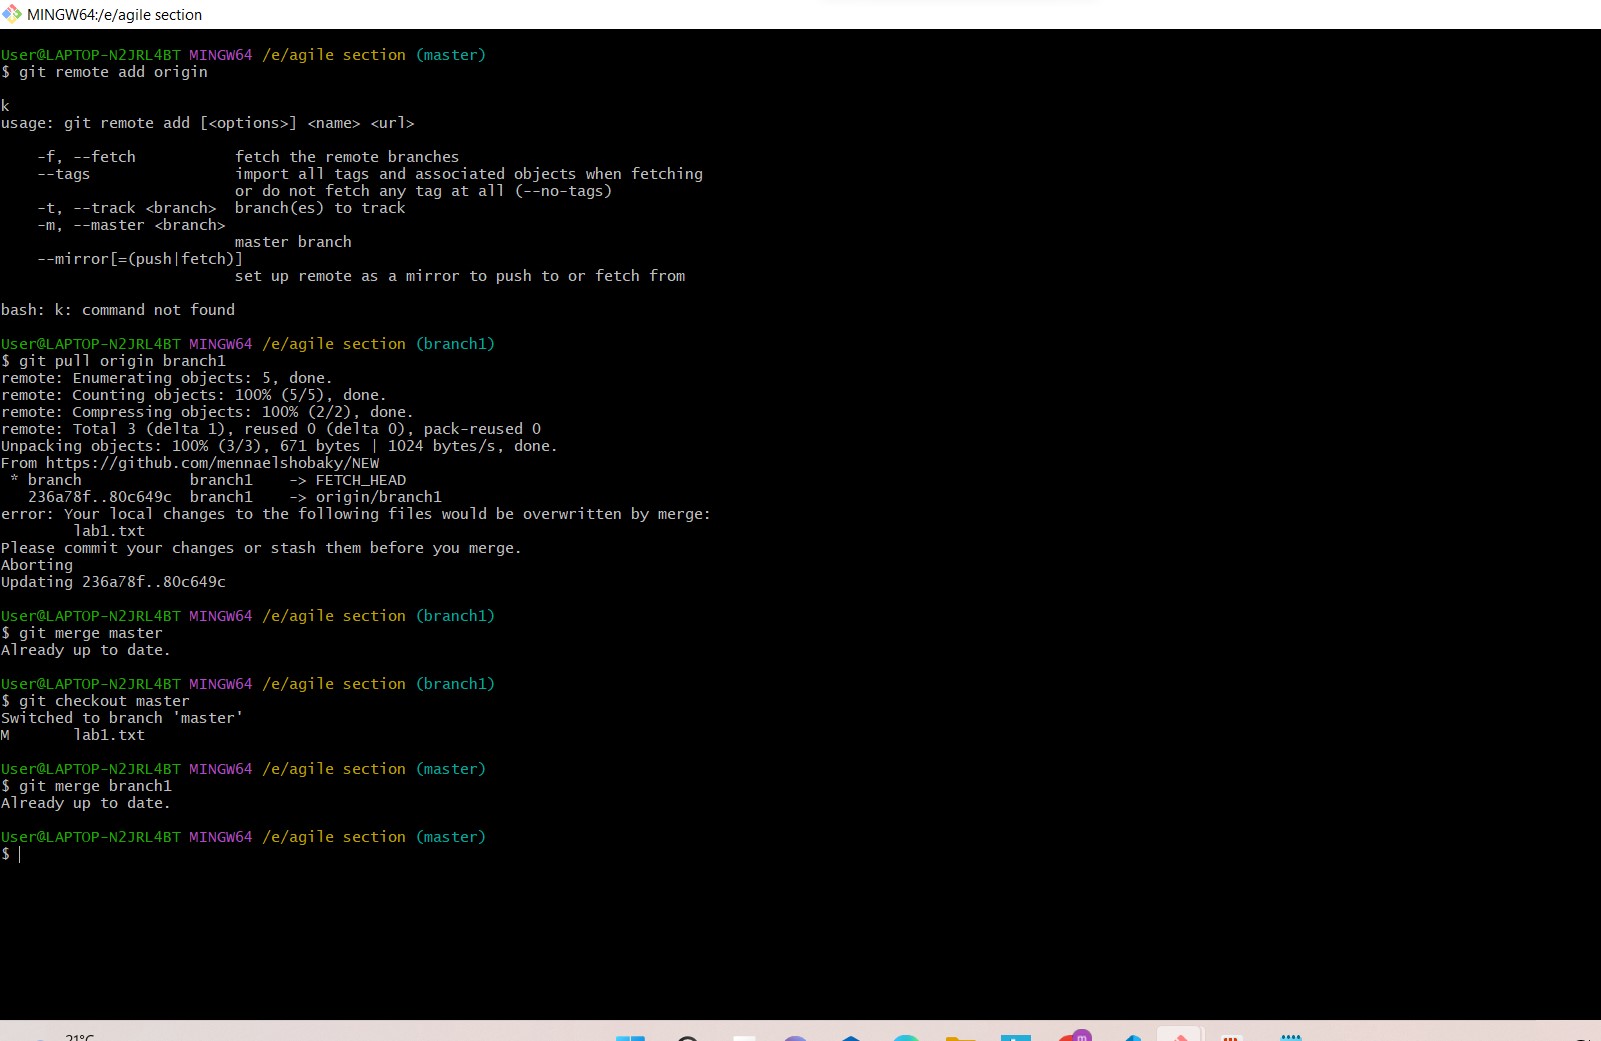 MINGW64:/e/agile section
User@LAPTOP-N2JRL4BT MINGW64 /e/agile section (master)
$ git remote add origin
k
usage: git remote add [<options>] <name> <url>
    -f, --fetch           fetch the remote branches
    --tags                import all tags and associated objects when fetching
                          or do not fetch any tag at all (--no-tags)
    -t, --track <branch>  branch(es) to track
    -m, --master <branch>
                          master branch
    --mirror[=(push|fetch)]
                          set up remote as a mirror to push to or fetch from
bash: k: command not found
User@LAPTOP-N2JRL4BT MINGW64 /e/agile section (branch1)
$ git pull origin branch1
remote: Enumerating objects: 5, done.
remote: Counting objects: 100% (5/5), done.
remote: Compressing objects: 100% (2/2), done.
remote: Total 3 (delta 1), reused 0 (delta 0), pack-reused 0
Unpacking objects: 100% (3/3), 671 bytes | 1024 bytes/s, done.
From https://github.com/mennaelshobaky/NEW
 * branch            branch1    -> FETCH_HEAD
   236a78f..80c649c  branch1    -> origin/branch1
error: Your local changes to the following files would be overwritten by merge:
        lab1.txt
Please commit your changes or stash them before you merge.
Aborting
Updating 236a78f..80c649c
User@LAPTOP-N2JRL4BT MINGW64 /e/agile section (branch1)
$ git merge master
Already up to date.
User@LAPTOP-N2JRL4BT MINGW64 /e/agile section (branch1)
$ git checkout master
Switched to branch 'master'
M       lab1.txt
User@LAPTOP-N2JRL4BT MINGW64 /e/agile section (master)
$ git merge branch1
Already up to date.
User@LAPTOP-N2JRL4BT MINGW64 /e/agile section (master)
$
21°C